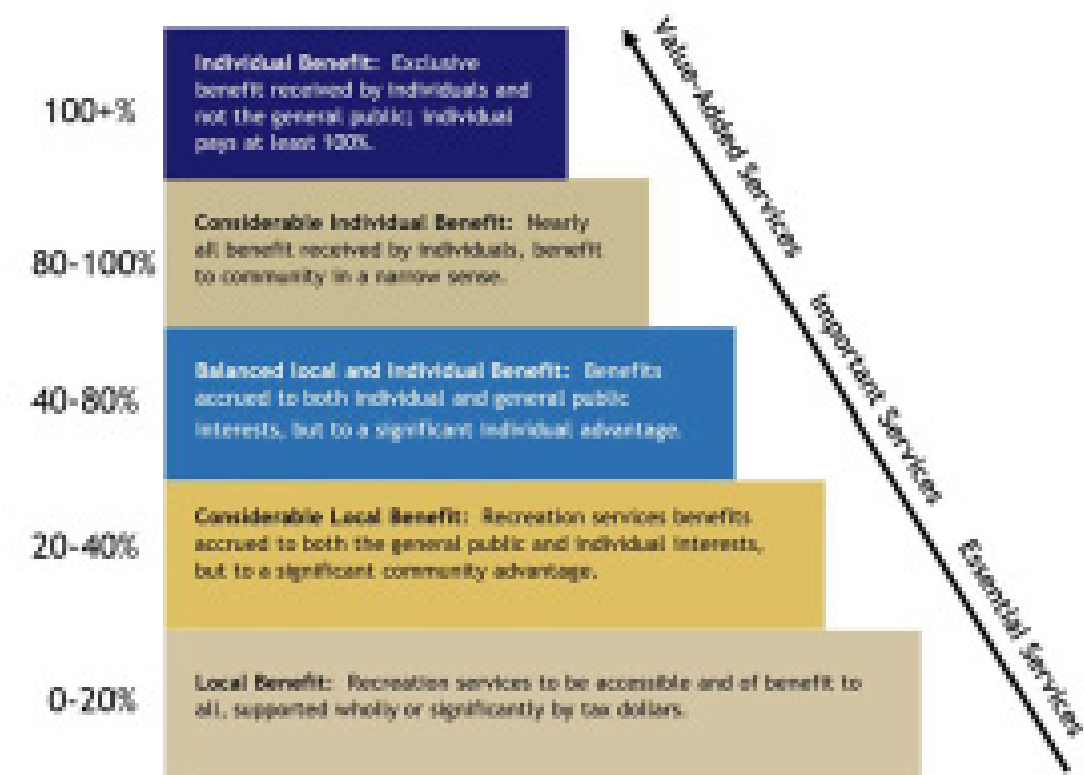 100+%
Individual Benefit: Exclusive
benefit received by individuals and
not the general public; individual
pays at least 100%.
80-100%
Considerable Individual Benefit: Nearly
all benefit received by individuals, benefit
to community in a narrow sense.
40-80%
Balanced local and Individual Benefit: Benefits
accrued to both individual and general public
interests, but to a significant individual advantage.
20-40%
Considerable Local Benefit: Recreation services benefits
accrued to both the general public and individual interests,
but to a significant community advantage.
0-20%
Local Benefit: Recreation services to be accessible and of benefit to
all, supported wholly or significantly by tax dollars.
Value-Added Services
Important Services
Essential Services